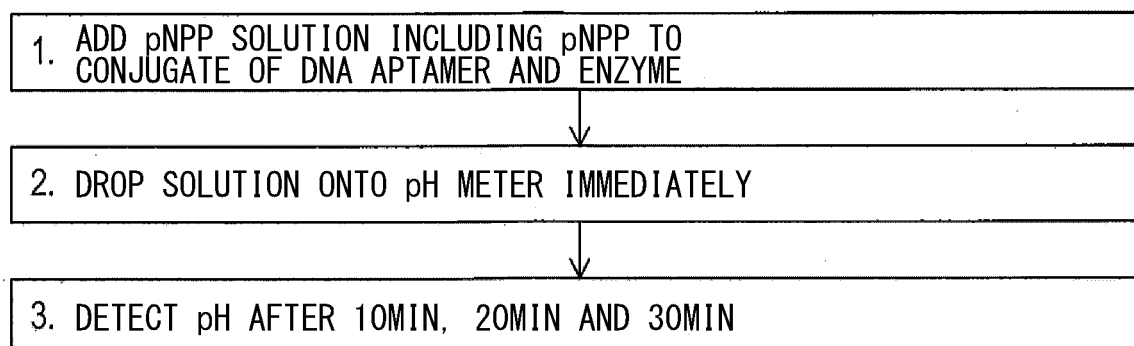 1. ADD pNPP SOLUTION INCLUDING pNPP TO
CONJUGATE OF DNA APTAMER AND ENZYME
2. DROP SOLUTION ONTO pH METER IMMEDIATELY
3. DETECT pH AFTER 10MIN, 20MIN AND 30MIN